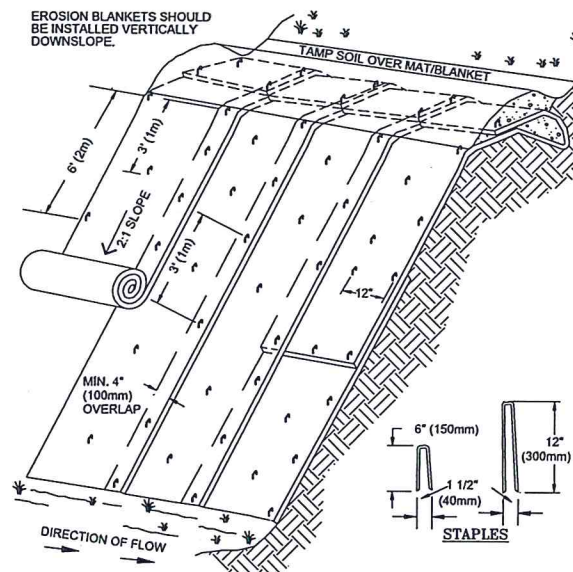 EROSION BLANKETS SHOULD
BE INSTALLED VERTICALLY
DOWNSLOPE.
TAMP SOIL OVER MAT/BLANKET
6' (2m)
3' (1m)
2:1 SLOPE
3' (1m)
12"
MIN. 4"
(100mm)
OVERLAP
6" (150mm)
12"
(300mm)
1 1/2"
(40mm)
STAPLES
DIRECTION OF FLOW